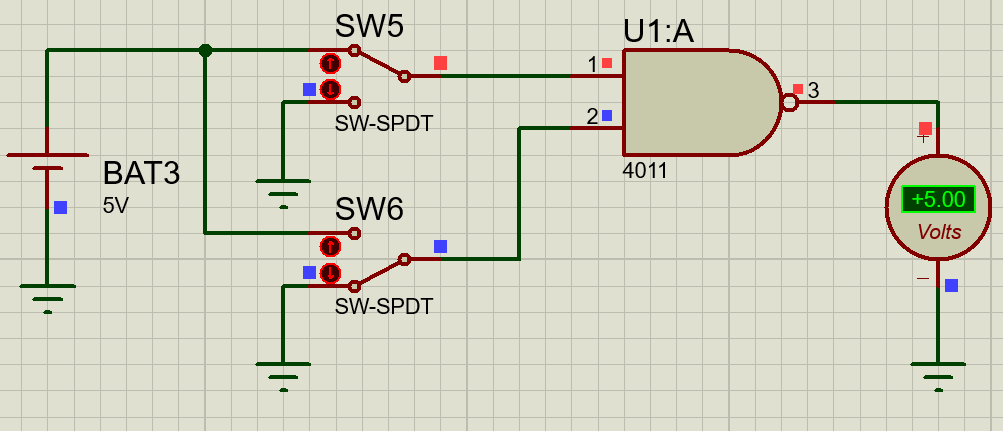 SW5
SW-SPDT
U1:A
1
2
3
4011
BAT3
5V
SW6
SW-SPDT
+
+5.00
Volts
−